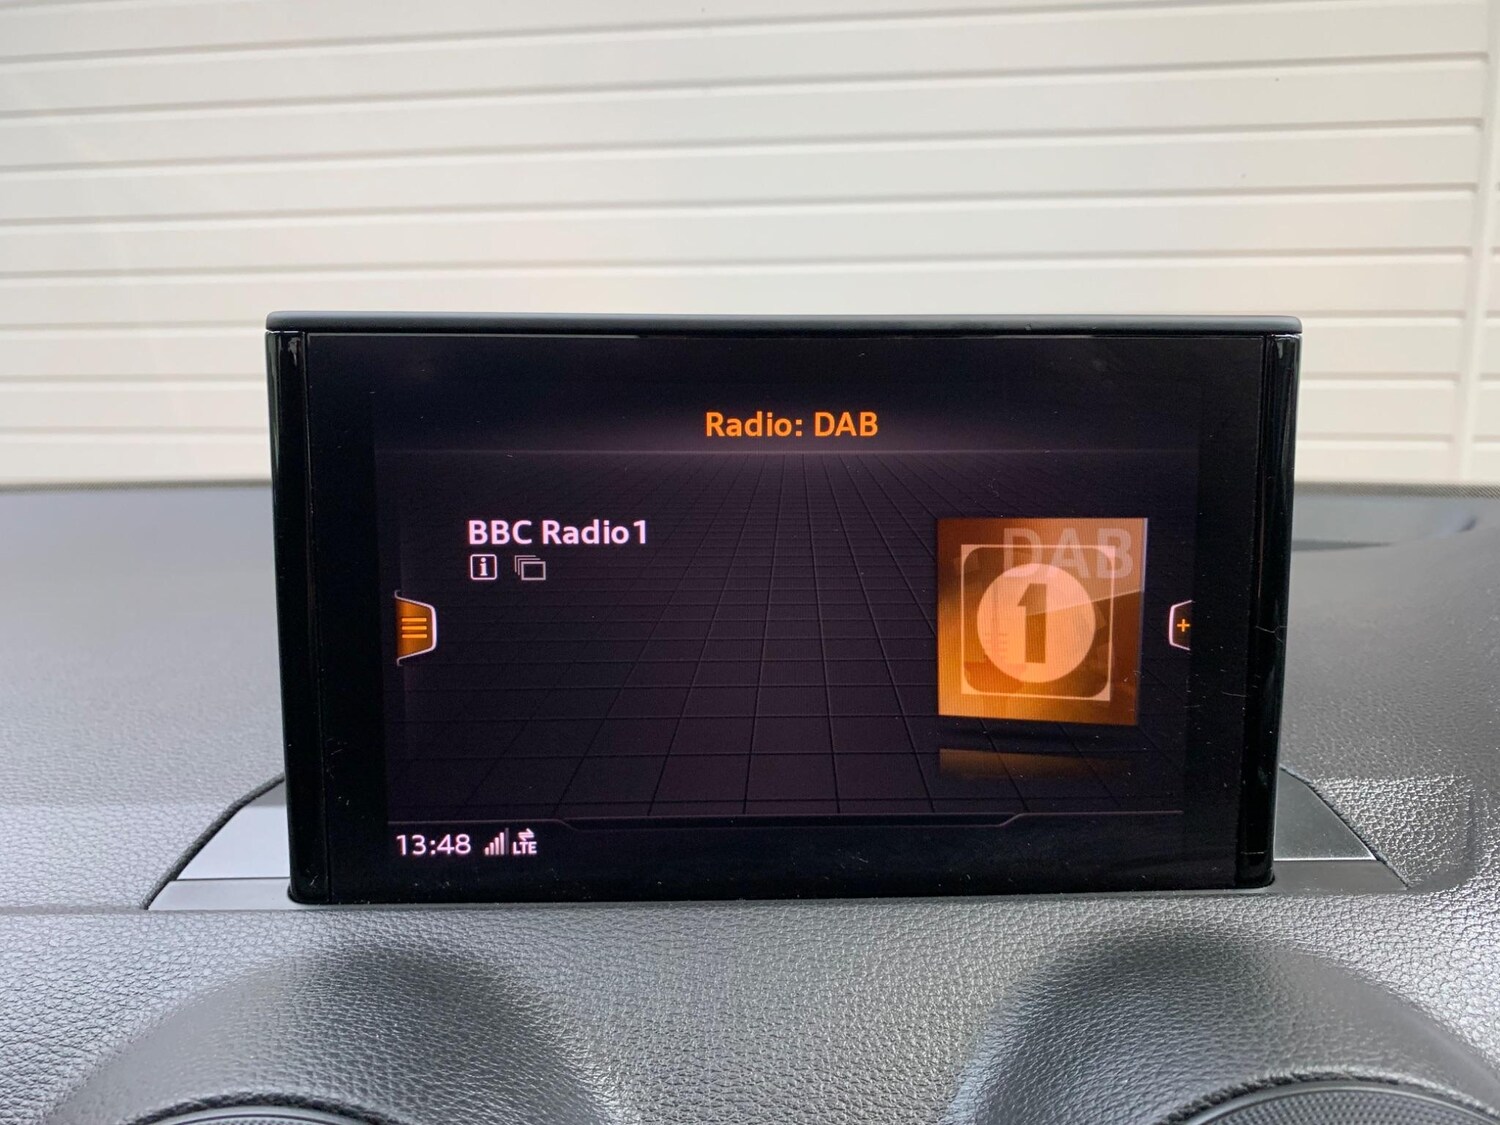 Radio: DAB
BBC Radio1
DAB
1
13:48 LTE